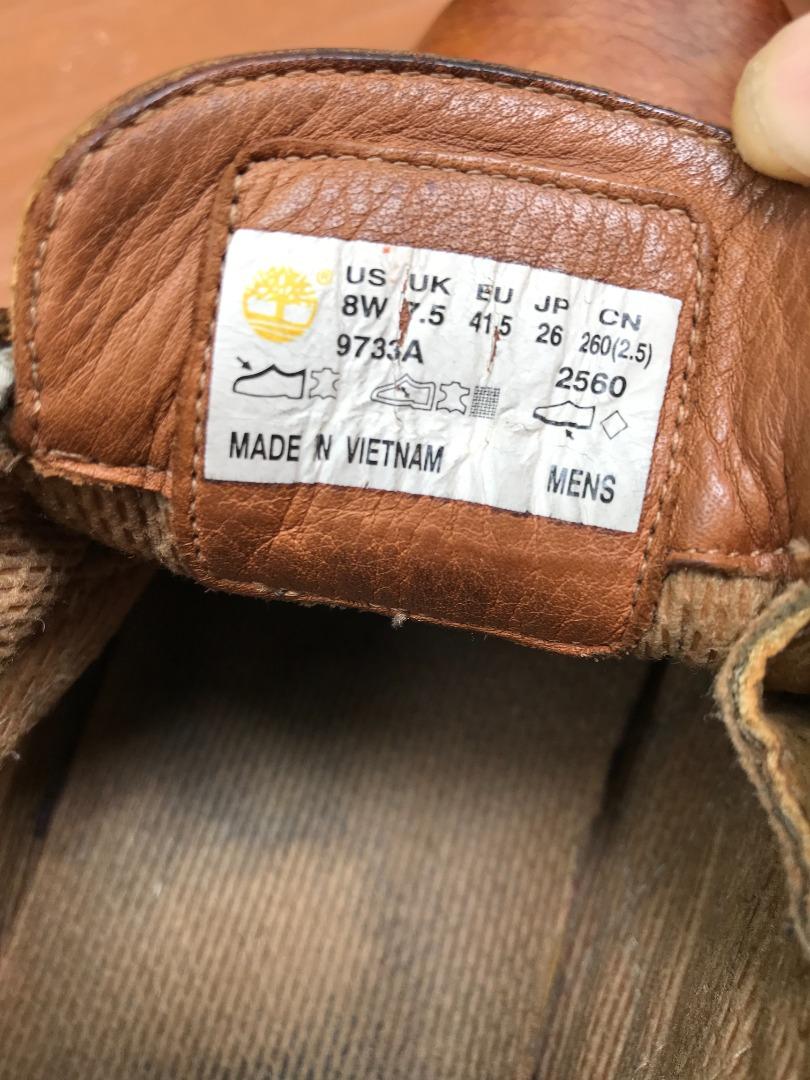 ® US UK EU JP CN
8W 7.5 41.5 26 260(2.5)
9733A 2560
MADE IN VIETNAM MENS